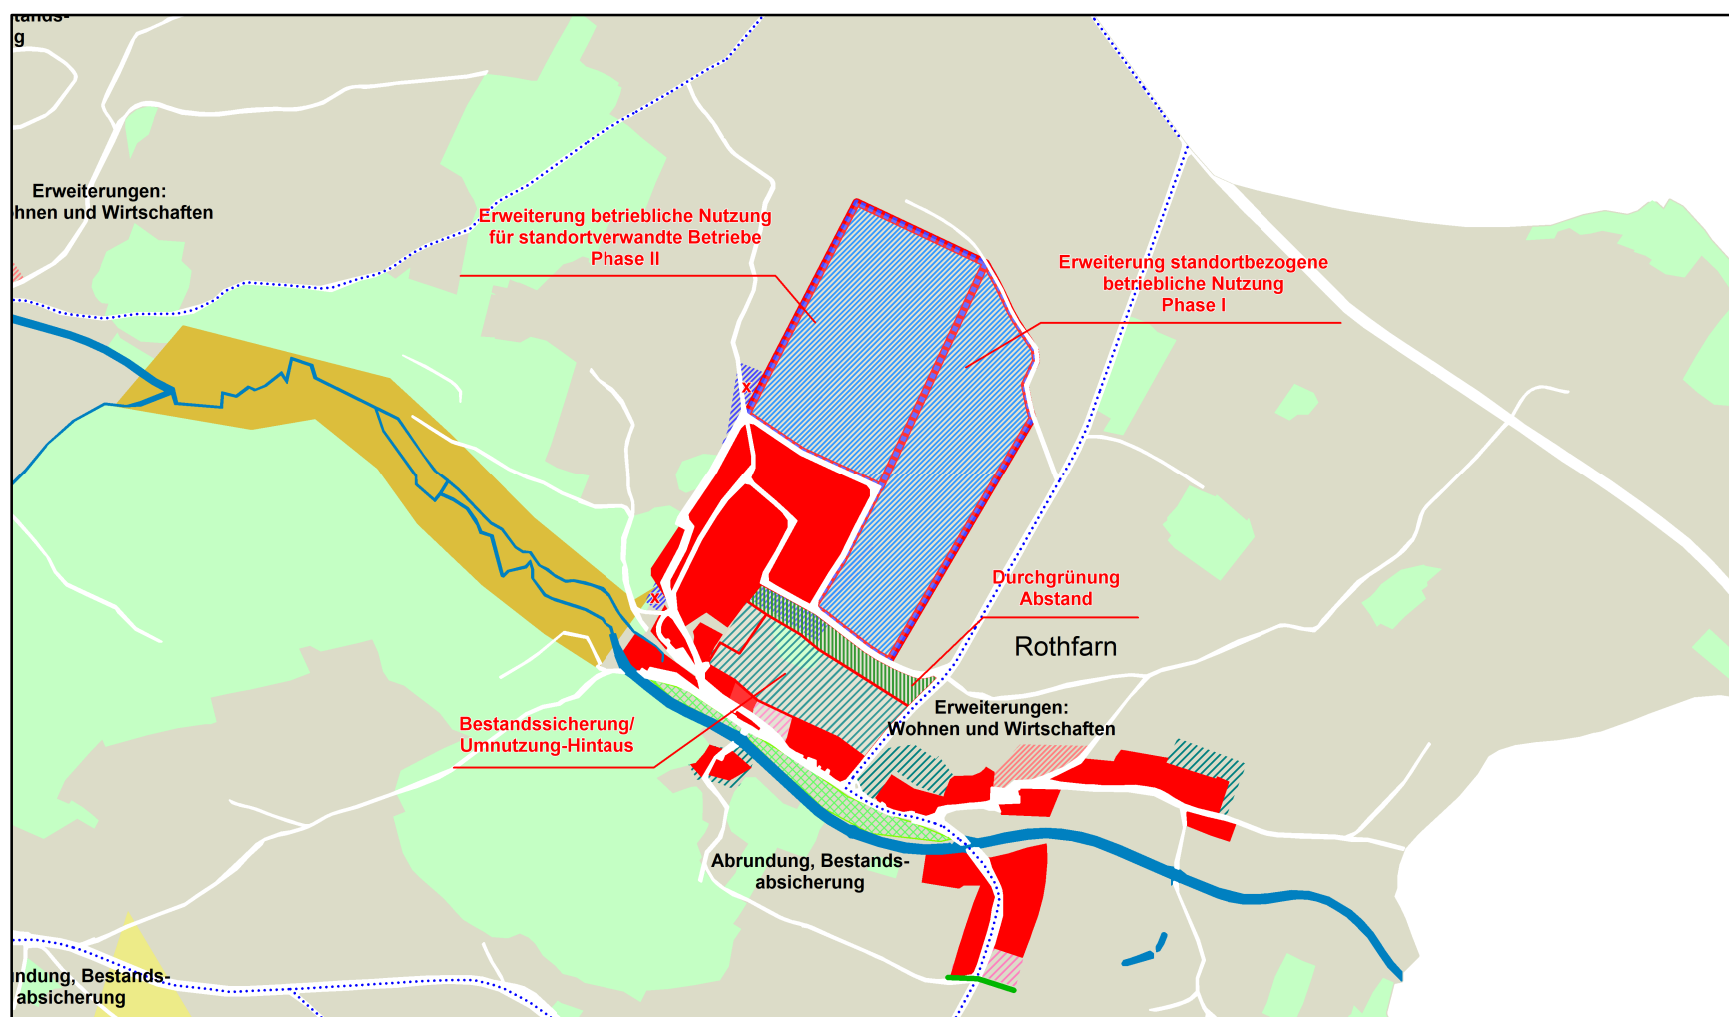 tands-
g
Erweiterungen:
hnen und Wirtschaften
Erweiterung betriebliche Nutzung
für standortverwandte Betriebe
Phase II
Erweiterung standortbezogene
betriebliche Nutzung
Phase I
x
x
Durchgrünung
Abstand
Rothfarn
Erweiterungen:
Wohnen und Wirtschaften
Bestandssicherung/
Umnutzung-Hintaus
Abrundung, Bestands-
absicherung
ndung, Bestands-
absicherung